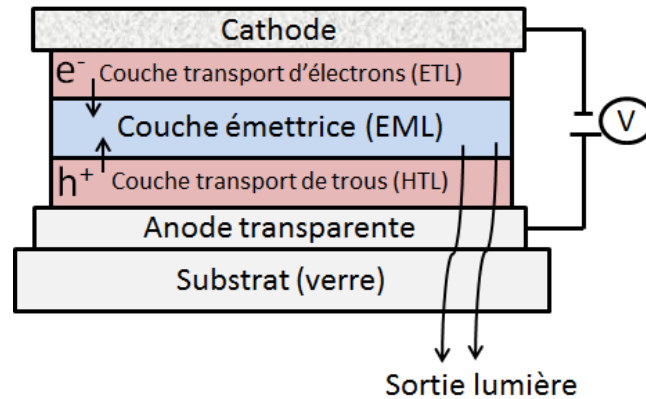 Cathode
e- Couche transport d'électrons (ETL)
Couche émettrice (EML)
V
h+ Couche transport de trous (HTL)
Anode transparente
Substrat (verre)
Sortie lumière